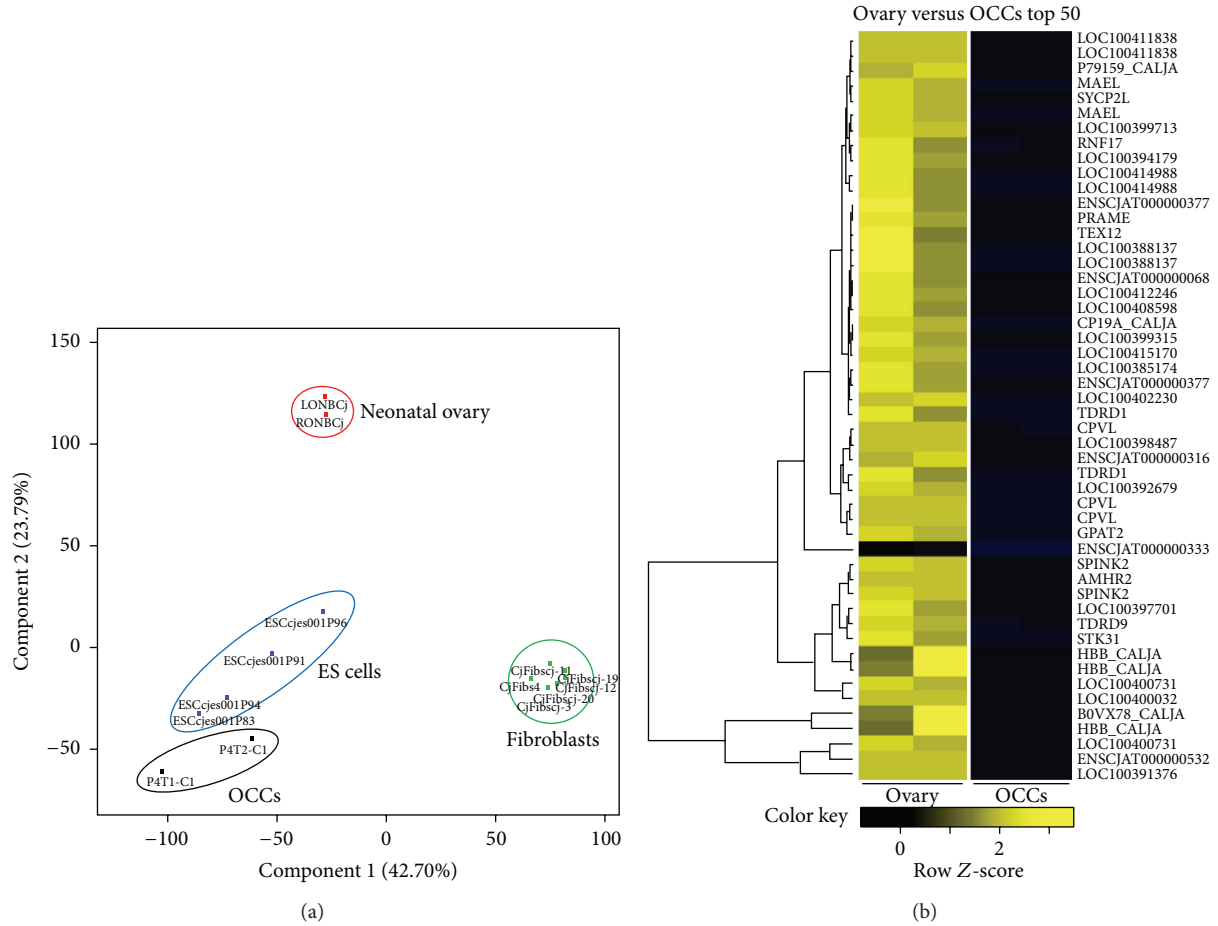 150
100
50
0
−50
Component 2 (23.79%)
LONBCj
RONBCj
Neonatal ovary
ESCcjes001P96
ESCcjes001P91
ES cells
ESCcjes001P94
ESCcjes001P83
P4T2-C1
P4T1-C1
OCCs
CjFibscj-11
CjFibscj-19
CjFibs4
CjFibscj-12
CjFibscj-20
CjFibscj-3
Fibroblasts
−100
−50
0
50
100
Component 1 (42.70%)
(a)
Ovary versus OCCs top 50
LOC100411838
LOC100411838
P79159_CALJA
MAEL
SYCP2L
MAEL
LOC100399713
RNF17
LOC100394179
LOC100414988
LOC100414988
ENSCJAT000000377
PRAME
TEX12
LOC100388137
LOC100388137
ENSCJAT000000068
LOC100412246
LOC100408598
CP19A_CALJA
LOC100399315
LOC100415170
LOC100385174
ENSCJAT000000377
LOC100402230
TDRD1
CPVL
LOC100398487
ENSCJAT000000316
TDRD1
LOC100392679
CPVL
CPVL
GPAT2
ENSCJAT000000333
SPINK2
AMHR2
SPINK2
LOC100397701
TDRD9
STK31
HBB_CALJA
HBB_CALJA
LOC100400731
LOC100400032
B0VX78_CALJA
HBB_CALJA
LOC100400731
ENSCJAT000000532
LOC100391376
Ovary
OCCs
Color key
0
2
Row Z-score
(b)